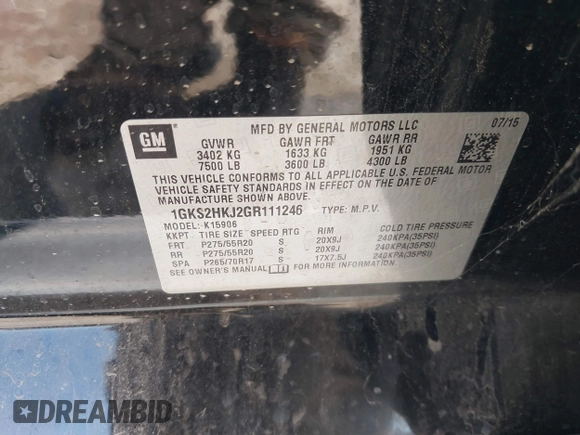 MFD BY GENERAL MOTORS LLC 07/15
GM
GVWR GAWR FRT GAWR RR
3402 KG 1633 KG 1951 KG
7500 LB 3600 LB 4300 LB
THIS VEHICLE CONFORMS TO ALL APPLICABLE U.S. FEDERAL MOTOR
VEHICLE SAFETY STANDARDS IN EFFECT ON THE DATE OF
MANUFACTURE SHOWN ABOVE.
1GKS2HKJ2GR111246 TYPE: M.P.V.
MODEL: K15906
KKPT TIRE SIZE SPEED RTG RIM COLD TIRE PRESSURE
FRT P275/55R20 S 20X9J 240KPA(35PSI)
RR P275/55R20 S 20X9J 240KPA(35PSI)
SPA P265/70R17 S 17X7.5J 240KPA(35PSI)
SEE OWNER'S MANUAL FOR MORE INFORMATION.
DREAMBID